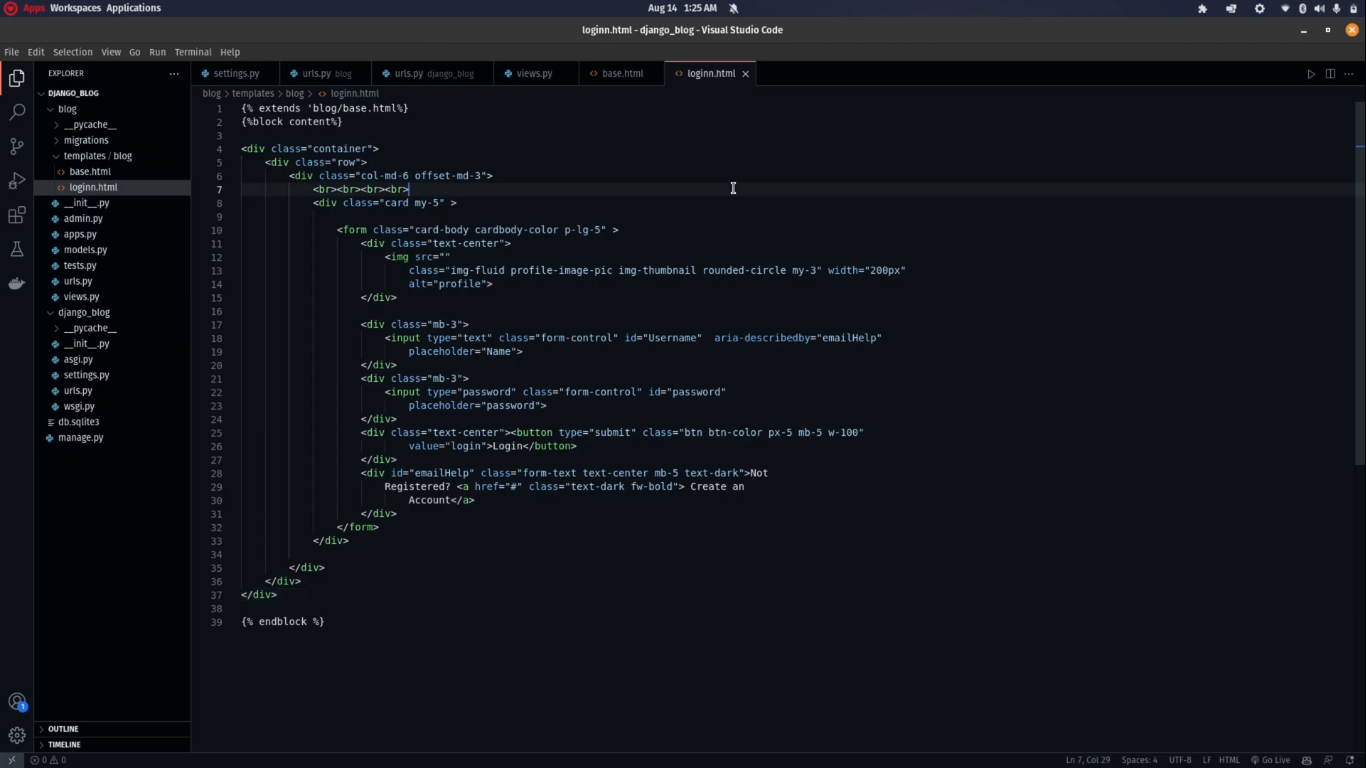 Apps Workspaces Applications Aug 14 1:25 AM
loginn.html - django_blog - Visual Studio Code
File Edit Selection View Go Run Terminal Help
EXPLORER ···
DJANGO_BLOG
blog
__pycache__
migrations
templates / blog
base.html
loginn.html
__init__.py
admin.py
apps.py
models.py
tests.py
urls.py
views.py
django_blog
__pycache__
__init__.py
asgi.py
settings.py
urls.py
wsgi.py
db.sqlite3
manage.py
OUTLINE
TIMELINE
1
settings.py urls.py blog urls.py django_blog views.py base.html loginn.html
blog > templates > blog > loginn.html
1 {% extends 'blog/base.html%}
2 {%block content%}
3
4 <div class="container">
5 <div class="row">
6 <div class="col-md-6 offset-md-3">
7 <br><br><br><br>
8 <div class="card my-5" >
9
10 <form class="card-body cardbody-color p-lg-5" >
11 <div class="text-center">
12 <img src=""
13 class="img-fluid profile-image-pic img-thumbnail rounded-circle my-3" width="200px"
14 alt="profile">
15 </div>
16
17 <div class="mb-3">
18 <input type="text" class="form-control" id="Username"  aria-describedby="emailHelp"
19 placeholder="Name">
20 </div>
21 <div class="mb-3">
22 <input type="password" class="form-control" id="password"
23 placeholder="password">
24 </div>
25 <div class="text-center"><button type="submit" class="btn btn-color px-5 mb-5 w-100"
26 value="login">Login</button>
27 </div>
28 <div id="emailHelp" class="form-text text-center mb-5 text-dark">Not
29 Registered? <a href="#" class="text-dark fw-bold"> Create an
30 Account</a>
31 </div>
32 </form>
33 </div>
34
35 </div>
36 </div>
37 </div>
38
39 {% endblock %}
0 0 Ln 7, Col 29 Spaces: 4 UTF-8 LF HTML Go Live